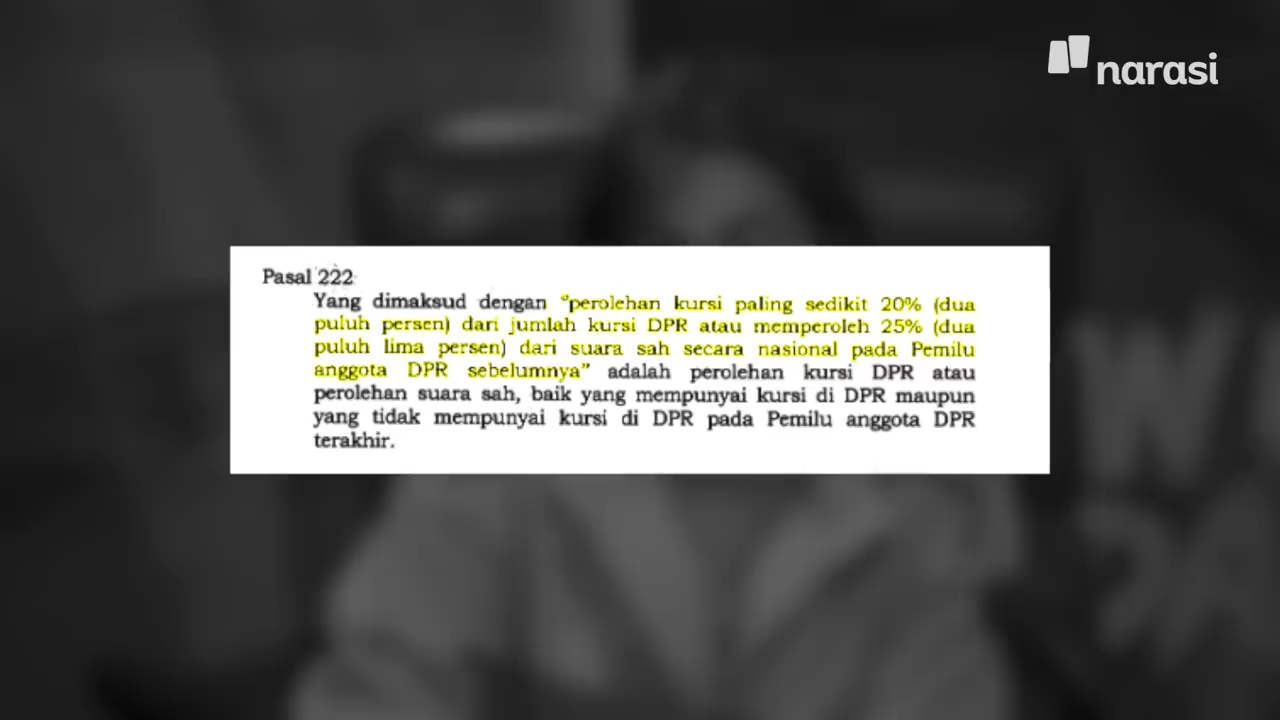 narasi
Pasal 222
Yang dimaksud dengan “perolehan kursi paling sedikit 20% (dua
puluh persen) dari jumlah kursi DPR atau memperoleh 25% (dua
puluh lima persen) dari suara sah secara nasional pada Pemilu
anggota DPR sebelumnya” adalah perolehan kursi DPR atau
perolehan suara sah, baik yang mempunyai kursi di DPR maupun
yang tidak mempunyai kursi di DPR pada Pemilu anggota DPR
terakhir.